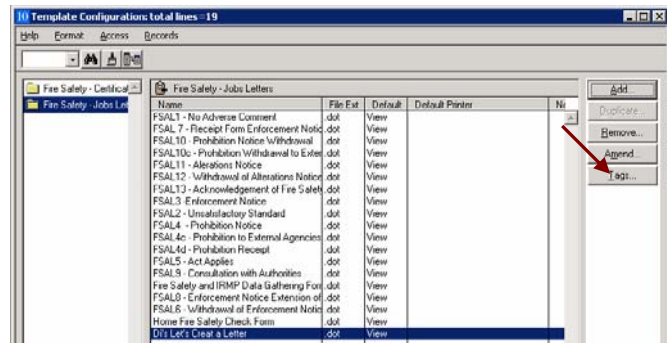 Template Configuration: total lines=19
Help Format Access Records
Fire Safety - Certificat
Fire Safety - Jobs Let
Fire Safety - Jobs Letters
Name File Ext Default Default Printer
FSAL1 - No Adverse Comment .dot View
FSAL 7 - Receipt Form Enforcement Notic .dot View
FSAL10 - Prohibition Notice Withdrawal .dot View
FSAL10c - Prohibition Withdrawal to Exter .dot View
FSAL11 - Alerations Notice .dot View
FSAL12 - Withdrawal of Alterations Notice .dot View
FSAL13 - Acknowledgement of Fire Safety .dot View
FSAL3 -Enforcement Notice .dot View
FSAL2 - Unsatisfactory Standard .dot View
FSAL4 - Prohibition Notice .dot View
FSAL4c - Prohibition to External Agencies .dot View
FSAL4d - Prohibition Receipt .dot View
FSAL5 - Act Applies .dot View
FSAL9 - Consultation with Authorities .dot View
Fire Safety and IRMP Data Gathering Forn .dot View
FSAL8 - Enforcement Notice Extension of .dot View
FSAL6 - Withdrawal of Enforcement Notic .dot View
Home Fire Safety Check Form .dot View
Di's Let's Creat a Letter .dot View
Add...
Duplicate...
Remove...
Amend...
Tags...